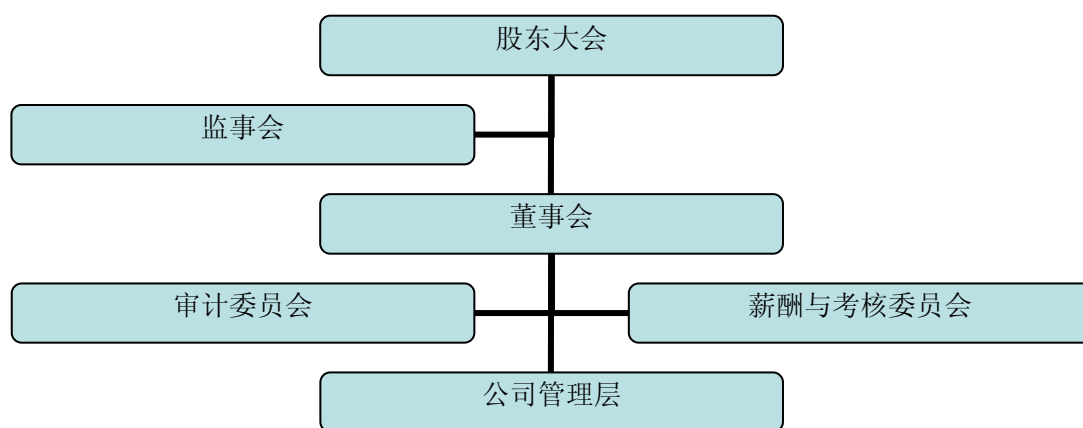 股东大会
监事会
董事会
审计委员会
薪酬与考核委员会
公司管理层